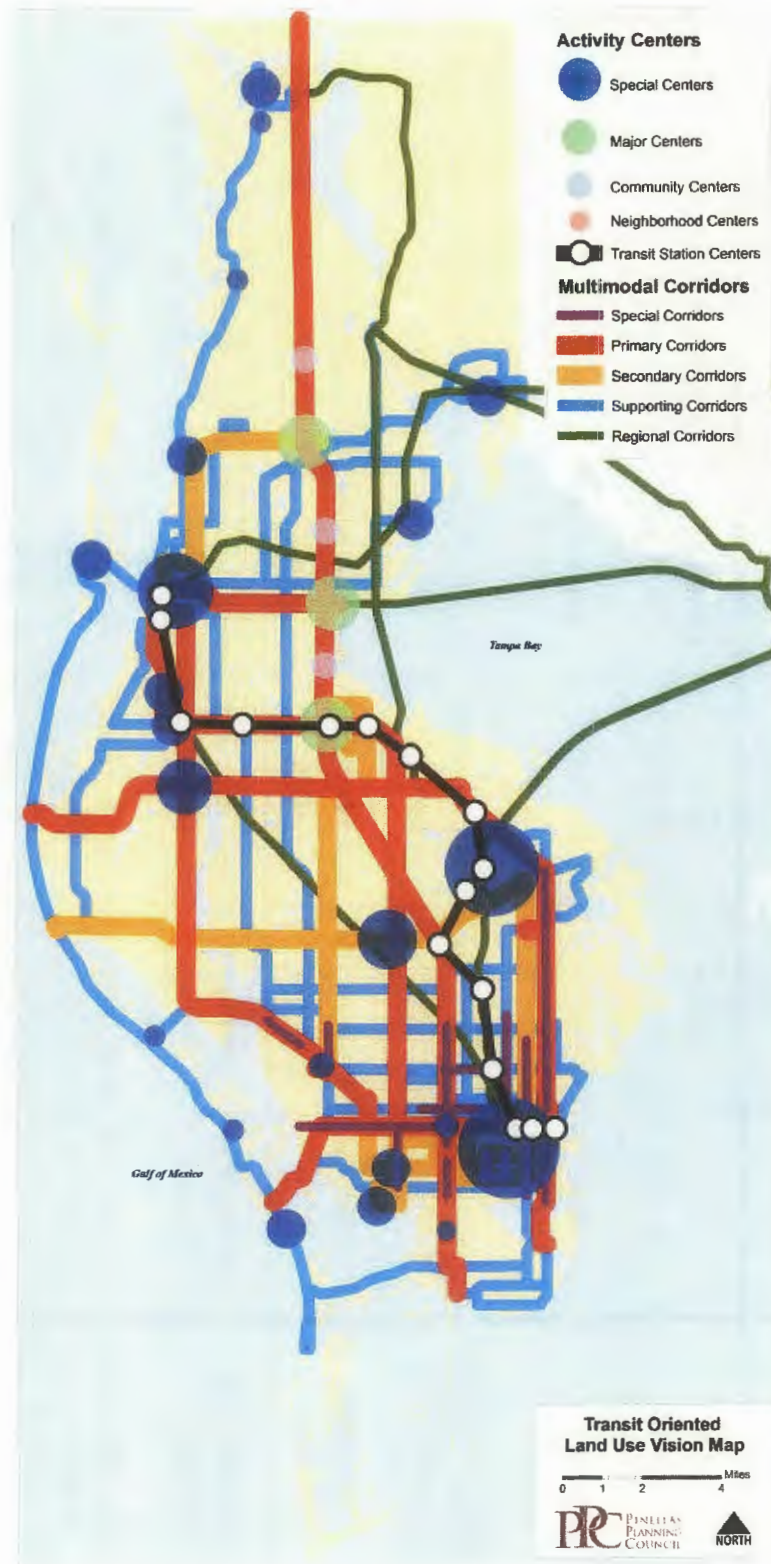 Activity Centers
Special Centers
Major Centers
Community Centers
Neighborhood Centers
Transit Station Centers
Multimodal Corridors
Special Corridors
Primary Corridors
Secondary Corridors
Supporting Corridors
Regional Corridors
Tampa Bay
Gulf of Mexico
Transit Oriented
Land Use Vision Map
Miles
0 1 2 4
PPC PINELLAS
PLANNING
COUNCIL
NORTH